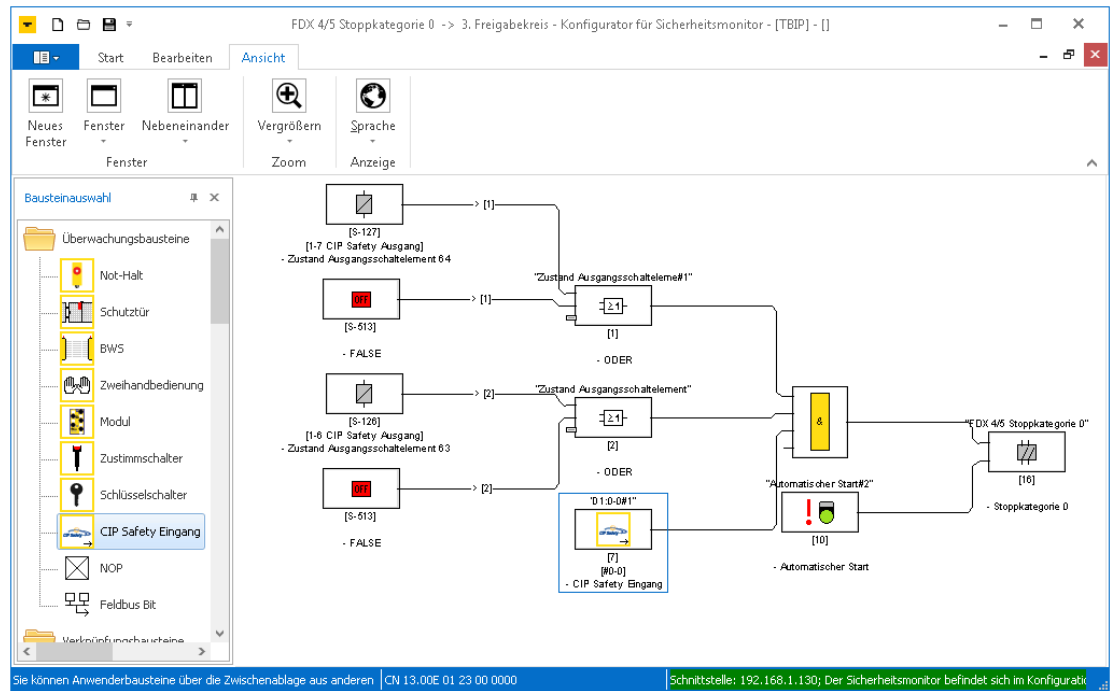 FDX 4/5 Stoppkategorie 0 -> 3. Freigabekreis - Konfigurator für Sicherheitsmonitor - [TBIP] - []
Start Bearbeiten Ansicht
Neues Fenster
Fenster
Nebeneinander
Vergrößern
Sprache
Fenster Zoom Anzeige
Bausteinauswahl
Überwachungsbausteine
Not-Halt
Schutztür
BWS
Zweihandbedienung
Modul
Zustimmschalter
Schlüsselschalter
CIP Safety Eingang
NOP
Feldbus Bit
Verknüpfungsbausteine
> [1]
[S-127]
[1-7 CIP Safety Ausgang]
- Zustand Ausgangsschaltelement 64
OFF
> [1]
[S-513]
- FALSE
"Zustand Ausgangsschalteleme#1"
≥1
[1]
- ODER
> [2]
[S-126]
[1-6 CIP Safety Ausgang]
- Zustand Ausgangsschaltelement 63
OFF
> [2]
[S-513]
- FALSE
"Zustand Ausgangsschaltelement"
≥1
[2]
- ODER
"D1:0-0#1"
CIP Safety
[7]
[#0-0]
- CIP Safety Eingang
&
"Automatischer Start#2"
[10]
- Automatischer Start
"FDX 4/5 Stoppkategorie 0"
[16]
- Stoppkategorie 0
Sie können Anwenderbausteine über die Zwischenablage aus anderen
CN 13.00E 01 23 00 0000
Schnittstelle: 192.168.1.130; Der Sicherheitsmonitor befindet sich im Konfiguratio